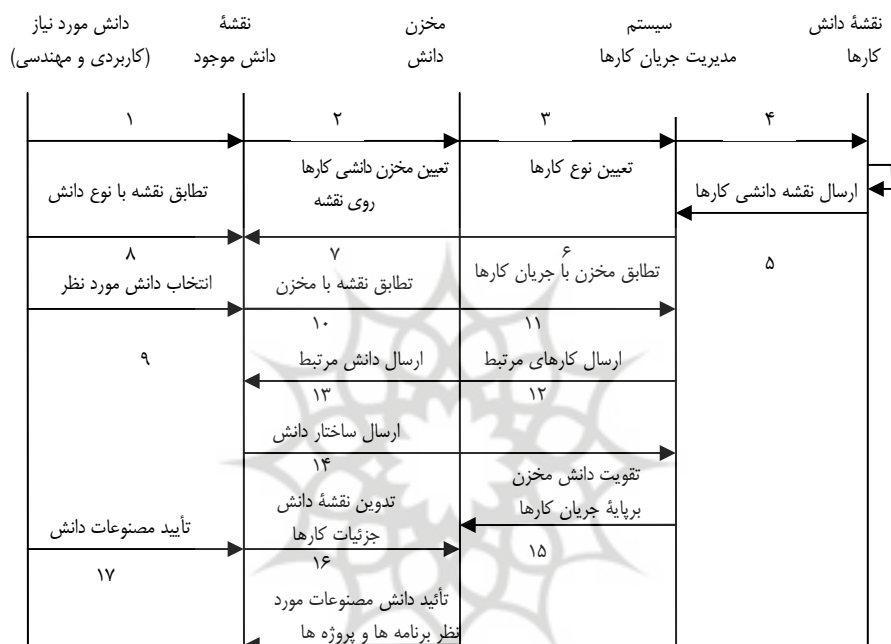 نقشهٔ دانش
کارها
سیستم
مدیریت جریان کارها
مخزن
دانش
نقشهٔ
دانش موجود
دانش مورد نیاز
(کاربردی و مهندسی)
۱
۲
۳
۴
تطابق نقشه با نوع دانش
تعیین مخزن دانشی کارها
روی نقشه
تعیین نوع کارها
ارسال نقشه دانشی کارها
۸
۷
۶
۵
انتخاب دانش مورد نظر
تطابق نقشه با مخزن
تطابق مخزن با جریان کارها
۹
۱۰
۱۱
ارسال دانش مرتبط
ارسال کارهای مرتبط
۱۳
۱۲
ارسال ساختار دانش
۱۴
تقویت دانش مخزن
برپایهٔ جریان کارها
۱۵
تدوین نقشهٔ دانش
جزئیات کارها
تأیید مصنوعات دانش
۱۶
۱۷
تأئید دانش مصنوعات مورد
نظر برنامه ها و پروژه ها